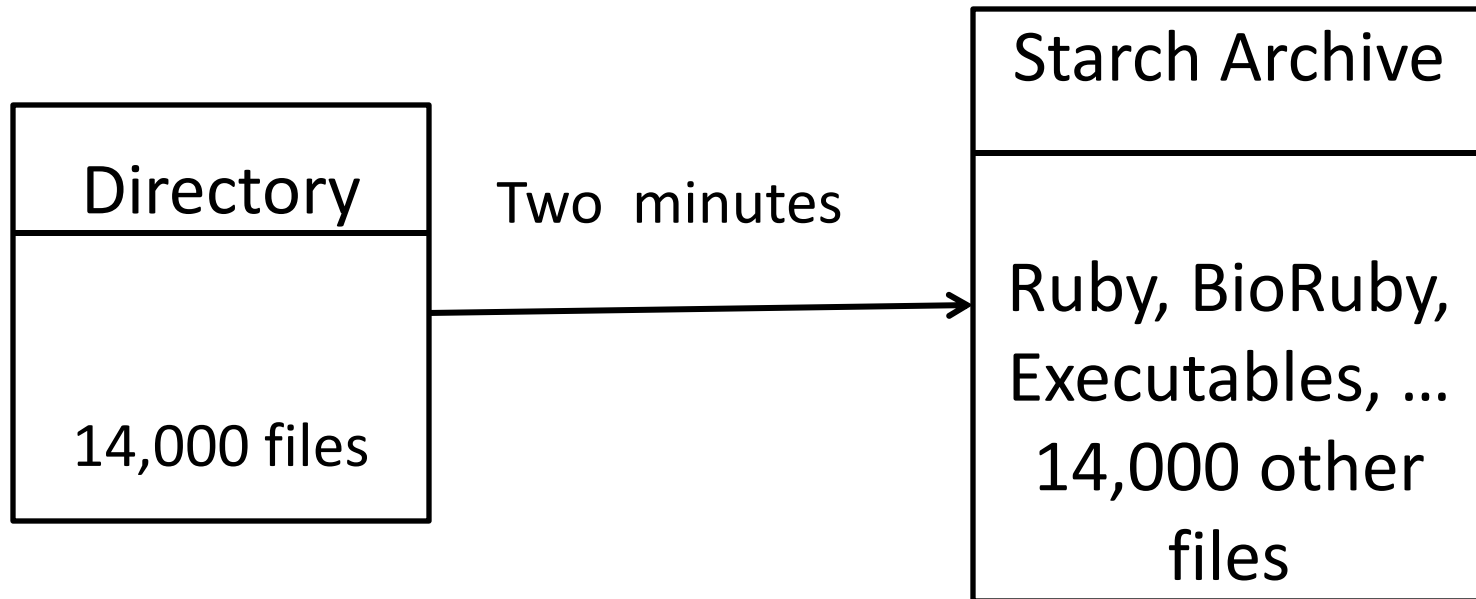 Directory
14,000 files
Two minutes
Starch Archive
Ruby, BioRuby,
Executables, ...
14,000 other
files